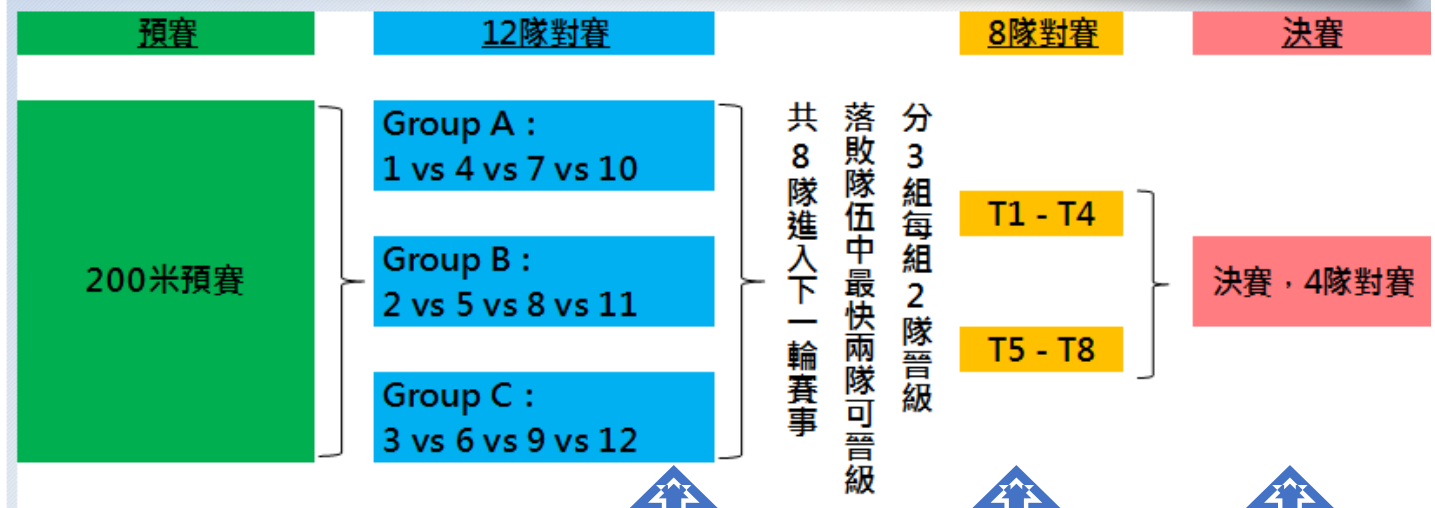 預賽
12隊對賽
8隊對賽
決賽
200米預賽
Group A：
1 vs 4 vs 7 vs 10
Group B：
2 vs 5 vs 8 vs 11
Group C：
3 vs 6 vs 9 vs 12
分3組每組2隊晉級
落敗隊伍中最快兩隊可晉級
共8隊進入下一輪賽事
T1 - T4
T5 - T8
決賽，4隊對賽